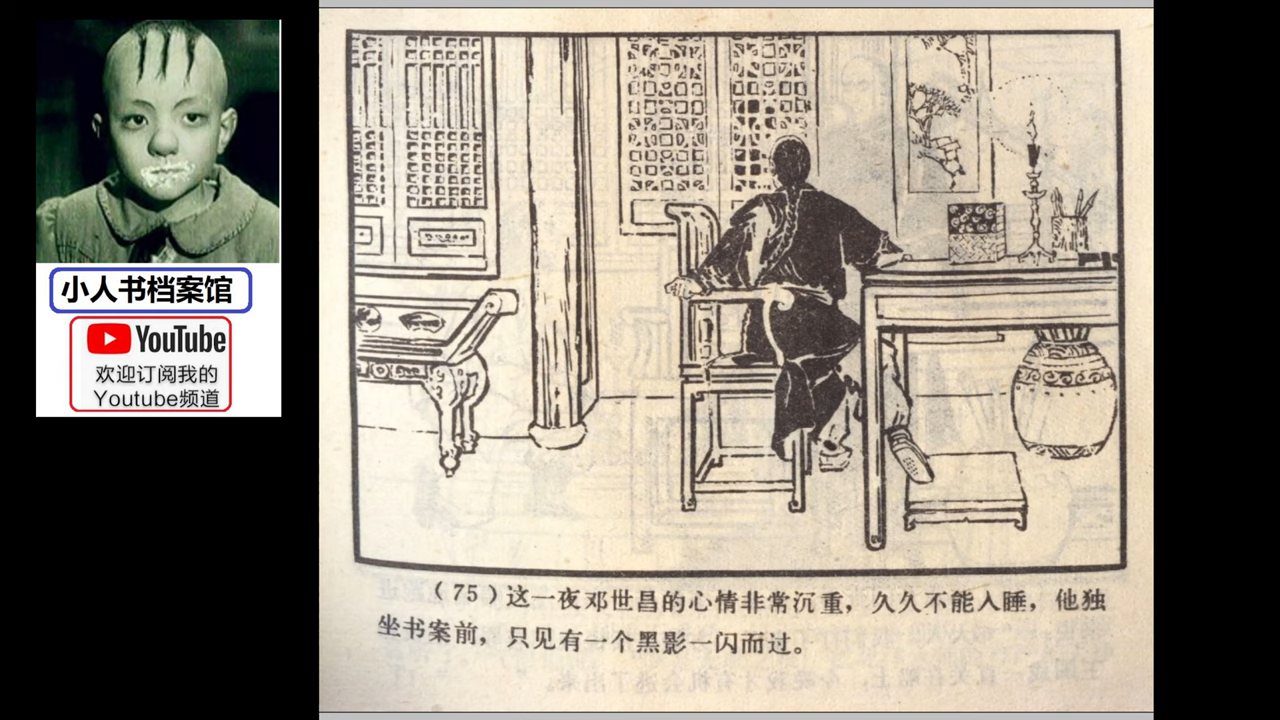 小人书档案馆
YouTube
欢迎订阅我的
Youtube频道
（75）这一夜邓世昌的心情非常沉重，久久不能入睡，他独
坐书案前，只见有一个黑影一闪而过。